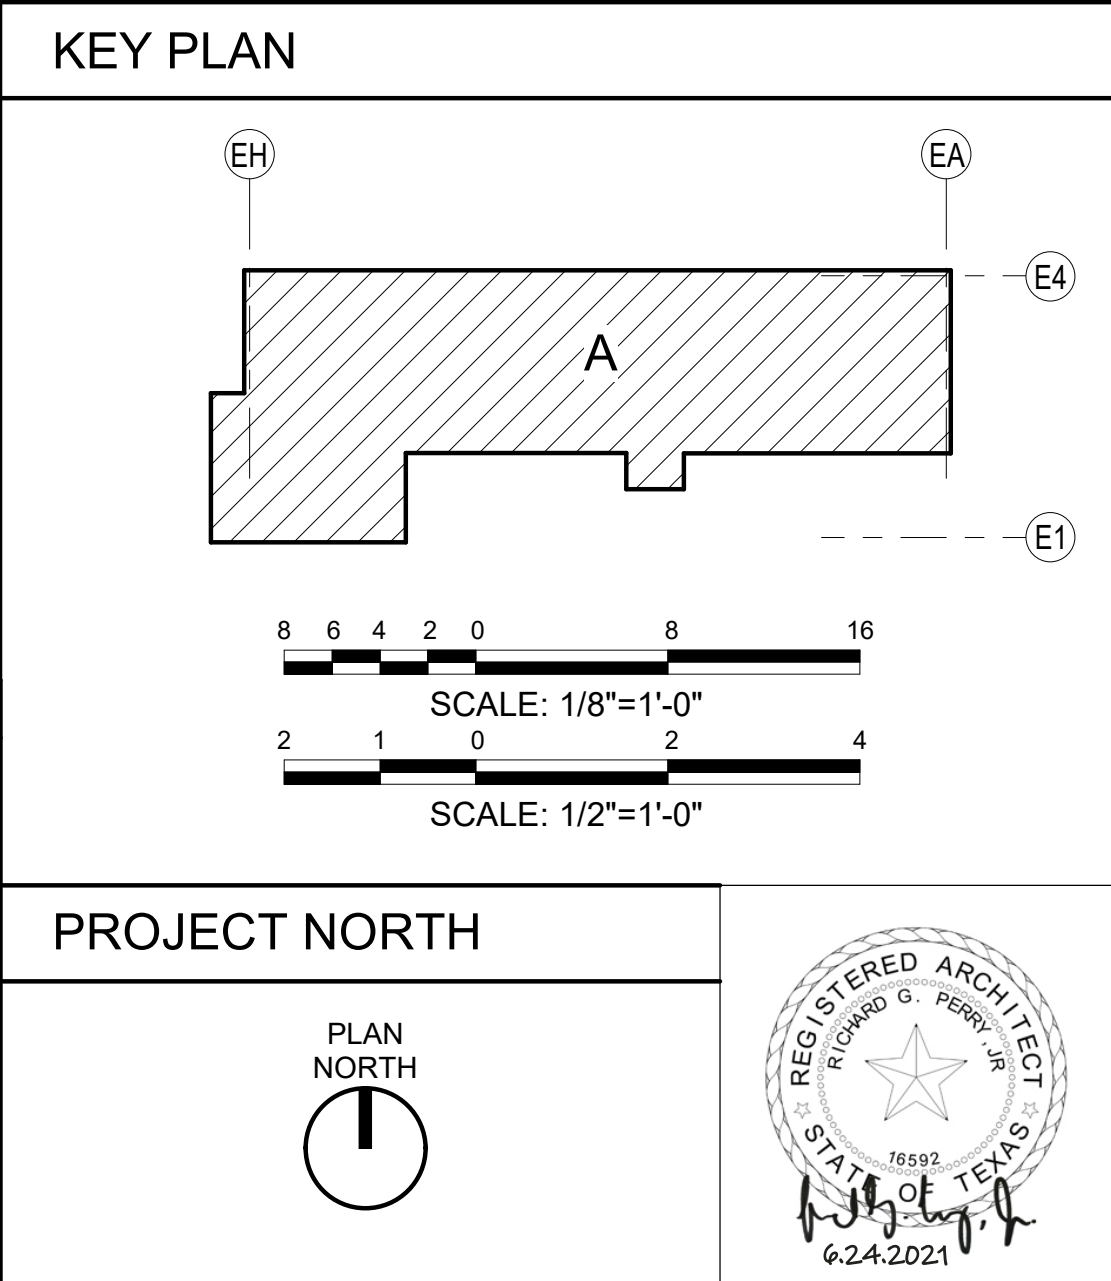 KEY PLAN
EH
EA
E4
A
E1
8 6 4 2 0 8 16
SCALE: 1/8"=1'-0"
2 1 0 2 4
SCALE: 1/2"=1'-0"
PROJECT NORTH
PLAN
NORTH
REGISTERED ARCHITECT
RICHARD G. PERRY, JR
16592
STATE OF TEXAS
6.24.2021